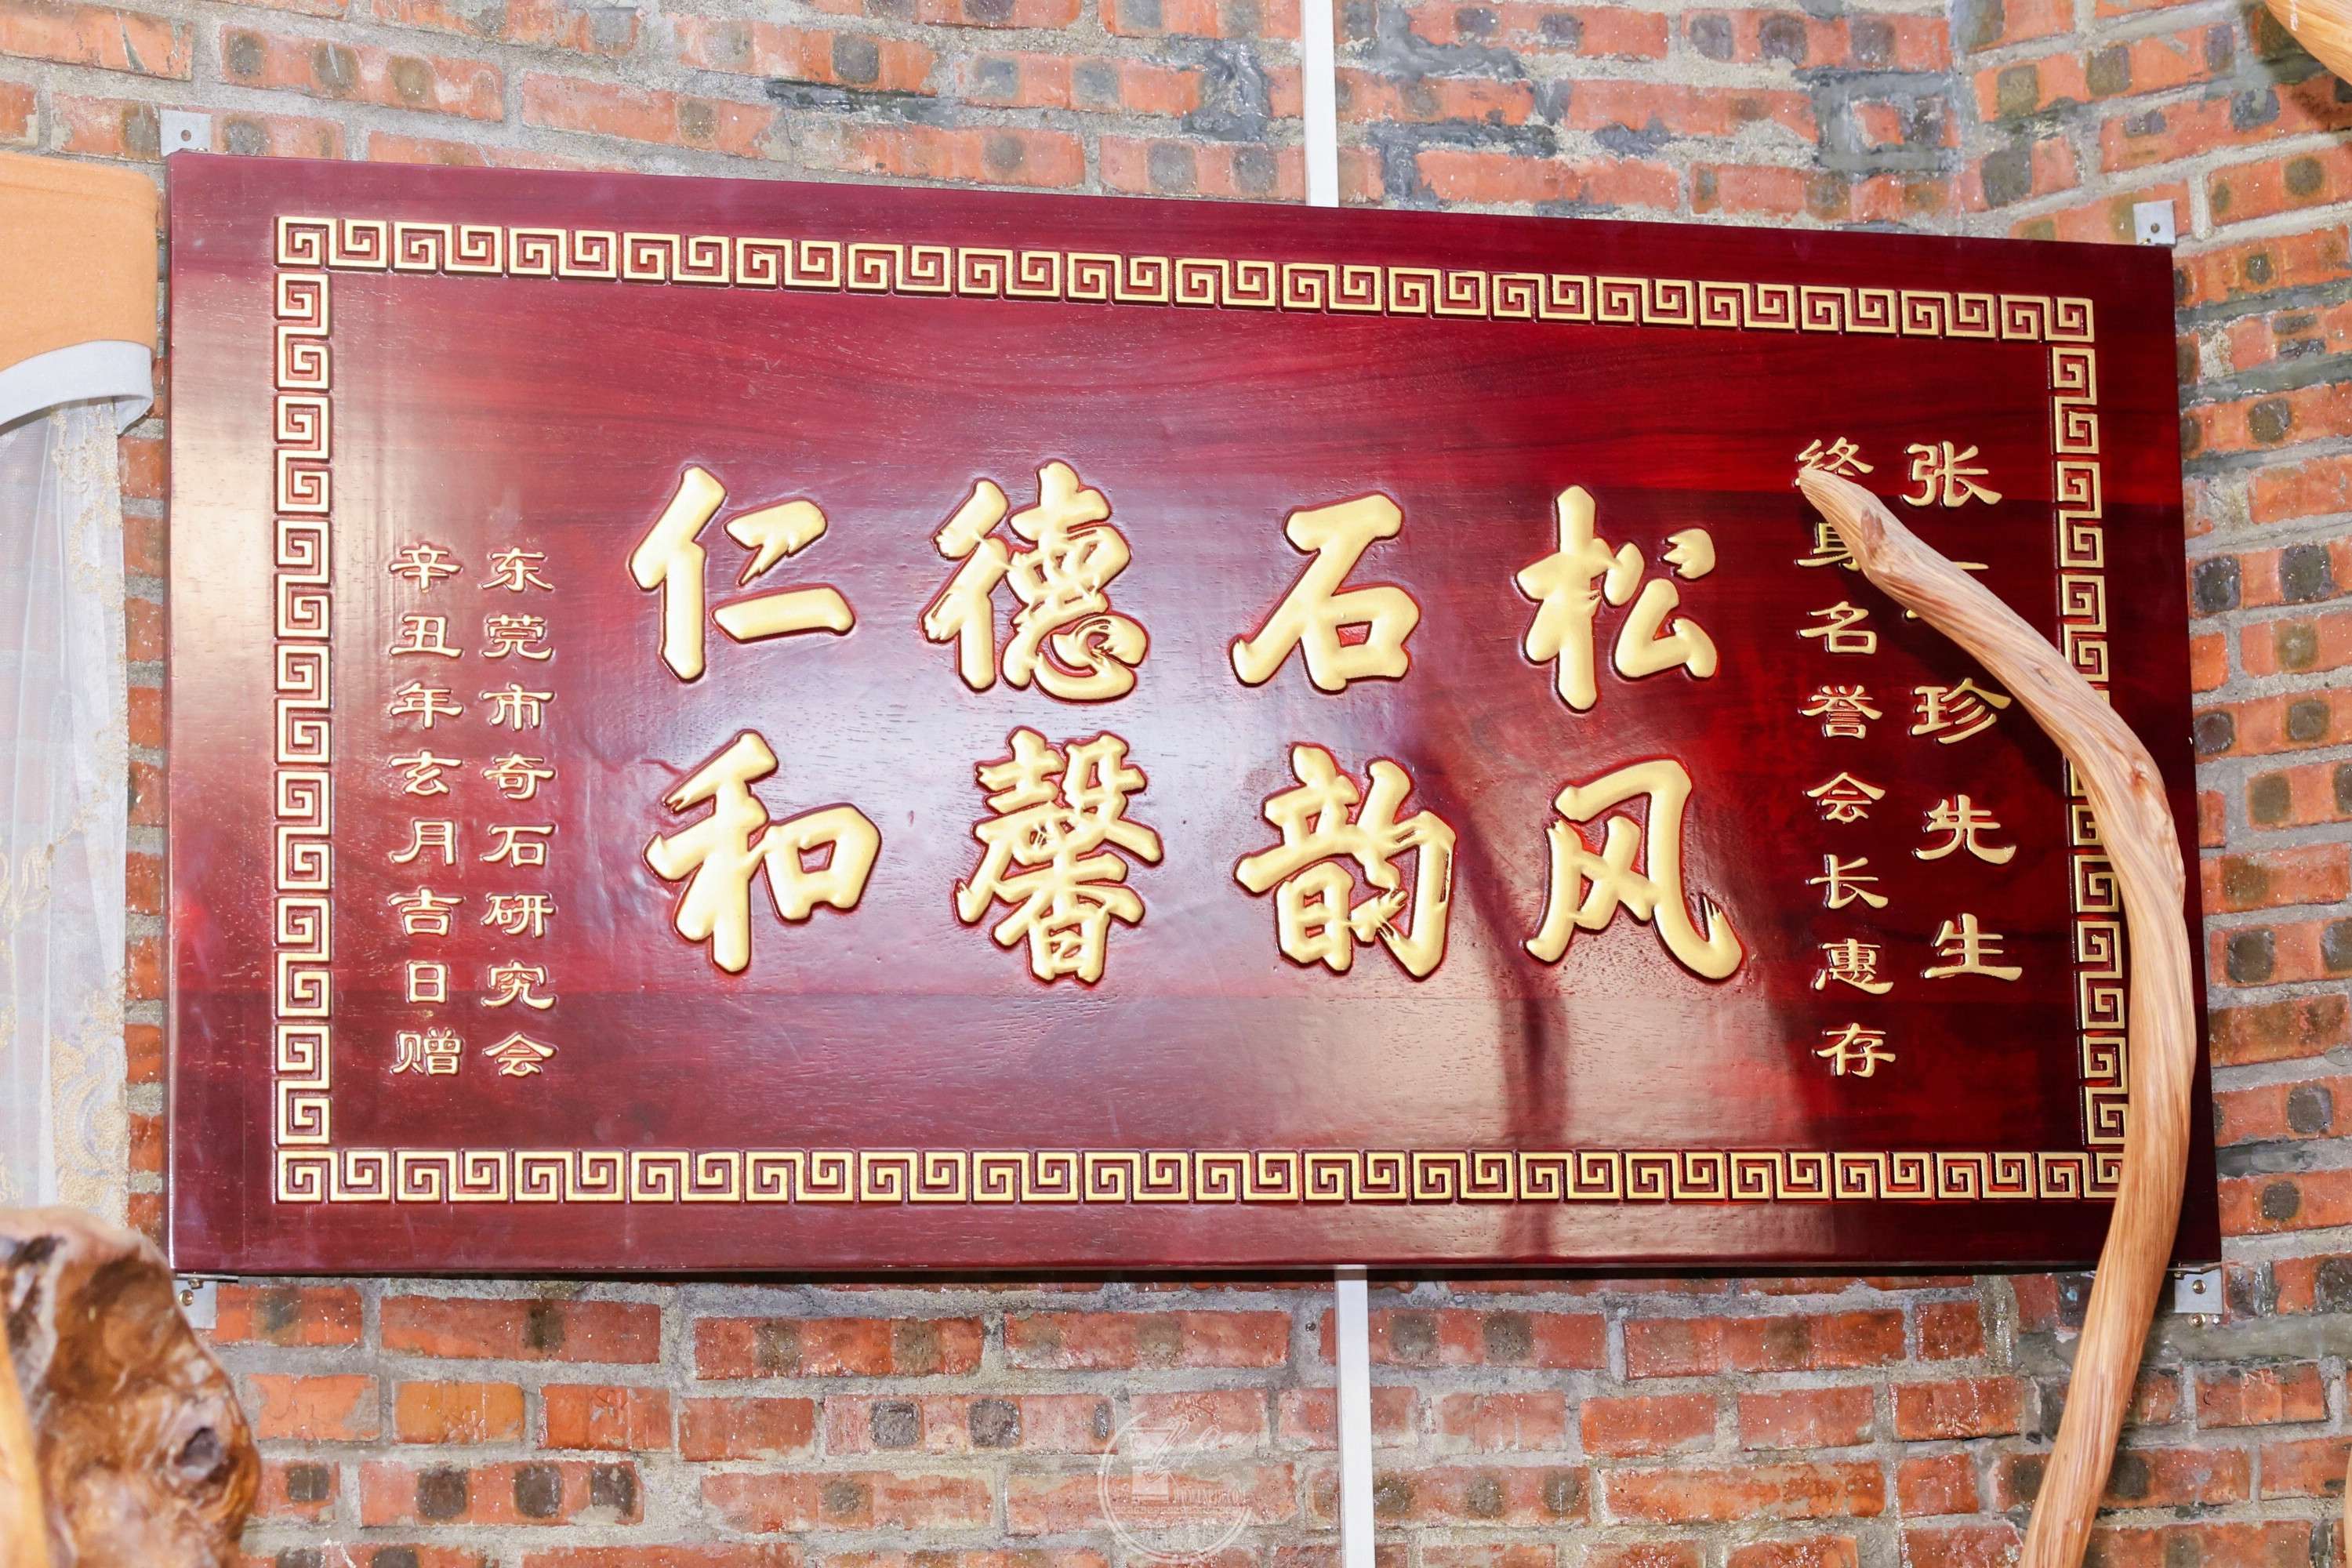 张珍先生
终身名誉会长惠存
松风
石韵
德馨
仁和
东莞市奇石研究会
辛丑年玄月吉日赠